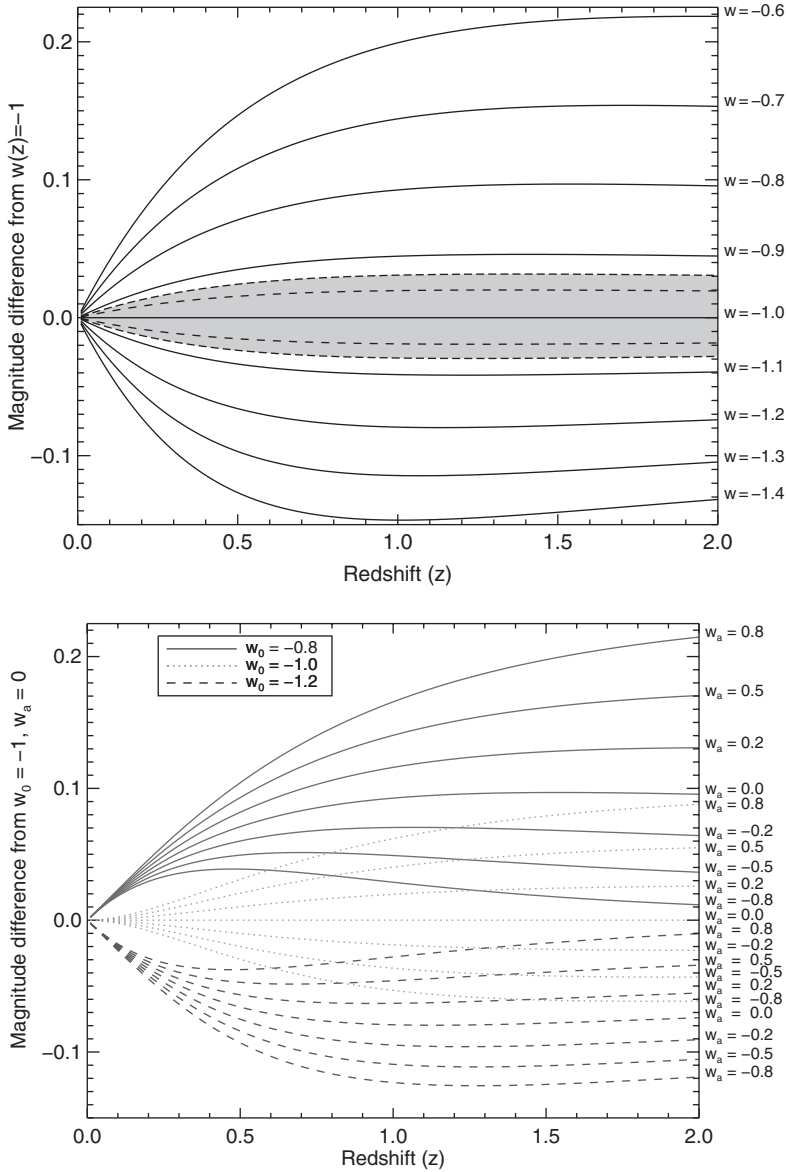 Magnitude difference from w(z)=−1
0.2
0.1
0.0
−0.1
w=−0.6
w=−0.7
w=−0.8
w=−0.9
w=−1.0
w=−1.1
w=−1.2
w=−1.3
w=−1.4
0.0 0.5 1.0 1.5 2.0
Redshift (z)
Magnitude difference from w0 = −1, wa = 0
0.2
0.1
0.0
−0.1
w0 = −0.8
w0 = −1.0
w0 = −1.2
wa = 0.8
wa = 0.5
wa = 0.2
wa = 0.0
wa = 0.8
wa = −0.2
wa = 0.5
wa = −0.5
wa = 0.2
wa = −0.8
wa = 0.0
wa = 0.8
wa = −0.2
wa = 0.5
wa = −0.5
wa = 0.2
wa = −0.8
wa = 0.0
wa = −0.2
wa = −0.5
wa = −0.8
0.0 0.5 1.0 1.5 2.0
Redshift (z)